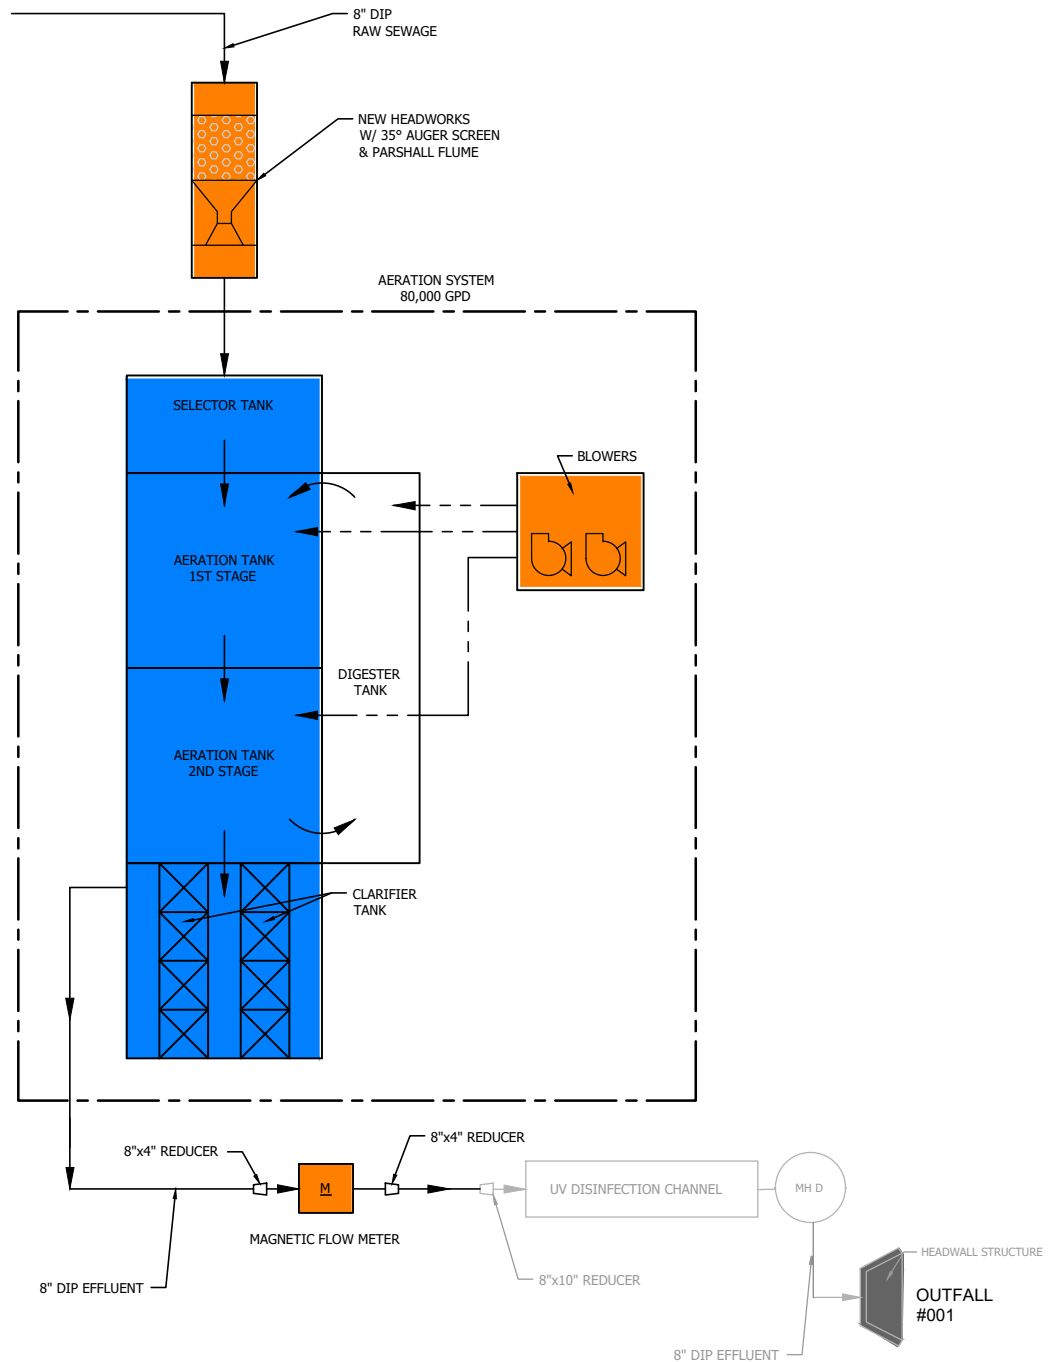 8" DIP
RAW SEWAGE
NEW HEADWORKS
W/ 35° AUGER SCREEN
& PARSHALL FLUME
AERATION SYSTEM
80,000 GPD
SELECTOR TANK
BLOWERS
AERATION TANK
1ST STAGE
DIGESTER
TANK
AERATION TANK
2ND STAGE
CLARIFIER
TANK
8"x4" REDUCER
8"x4" REDUCER
M
UV DISINFECTION CHANNEL
MH D
MAGNETIC FLOW METER
HEADWALL STRUCTURE
8" DIP EFFLUENT
8"x10" REDUCER
OUTFALL
#001
8" DIP EFFLUENT